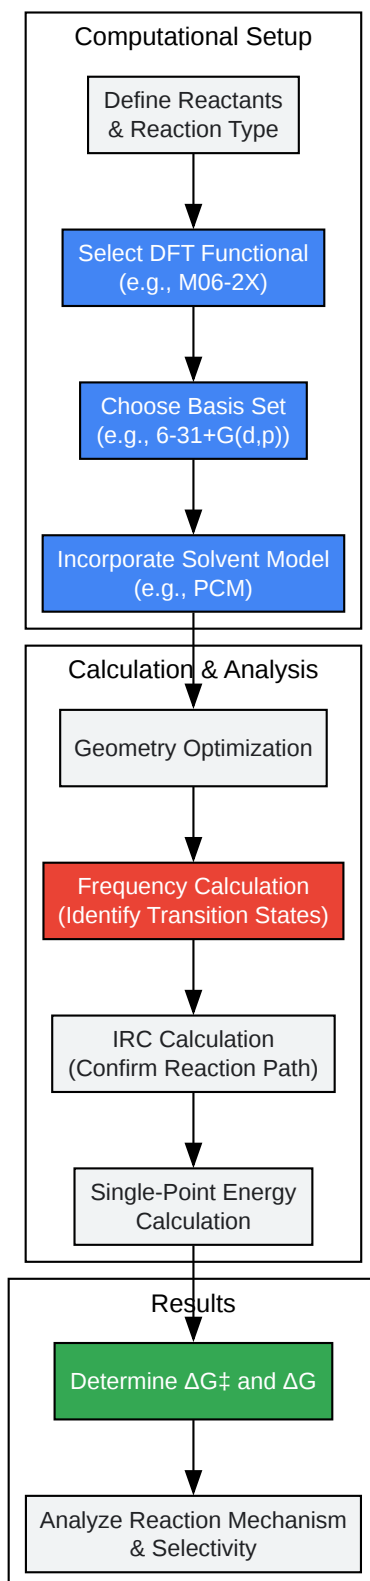 Computational Setup
Define Reactants
& Reaction Type
Select DFT Functional
(e.g., M06-2X)
Choose Basis Set
(e.g., 6-31+G(d,p))
Incorporate Solvent Model
(e.g., PCM)
Calculation & Analysis
Geometry Optimization
Frequency Calculation
(Identify Transition States)
IRC Calculation
(Confirm Reaction Path)
Single-Point Energy
Calculation
Results
Determine ΔG‡ and ΔG
Analyze Reaction Mechanism
& Selectivity